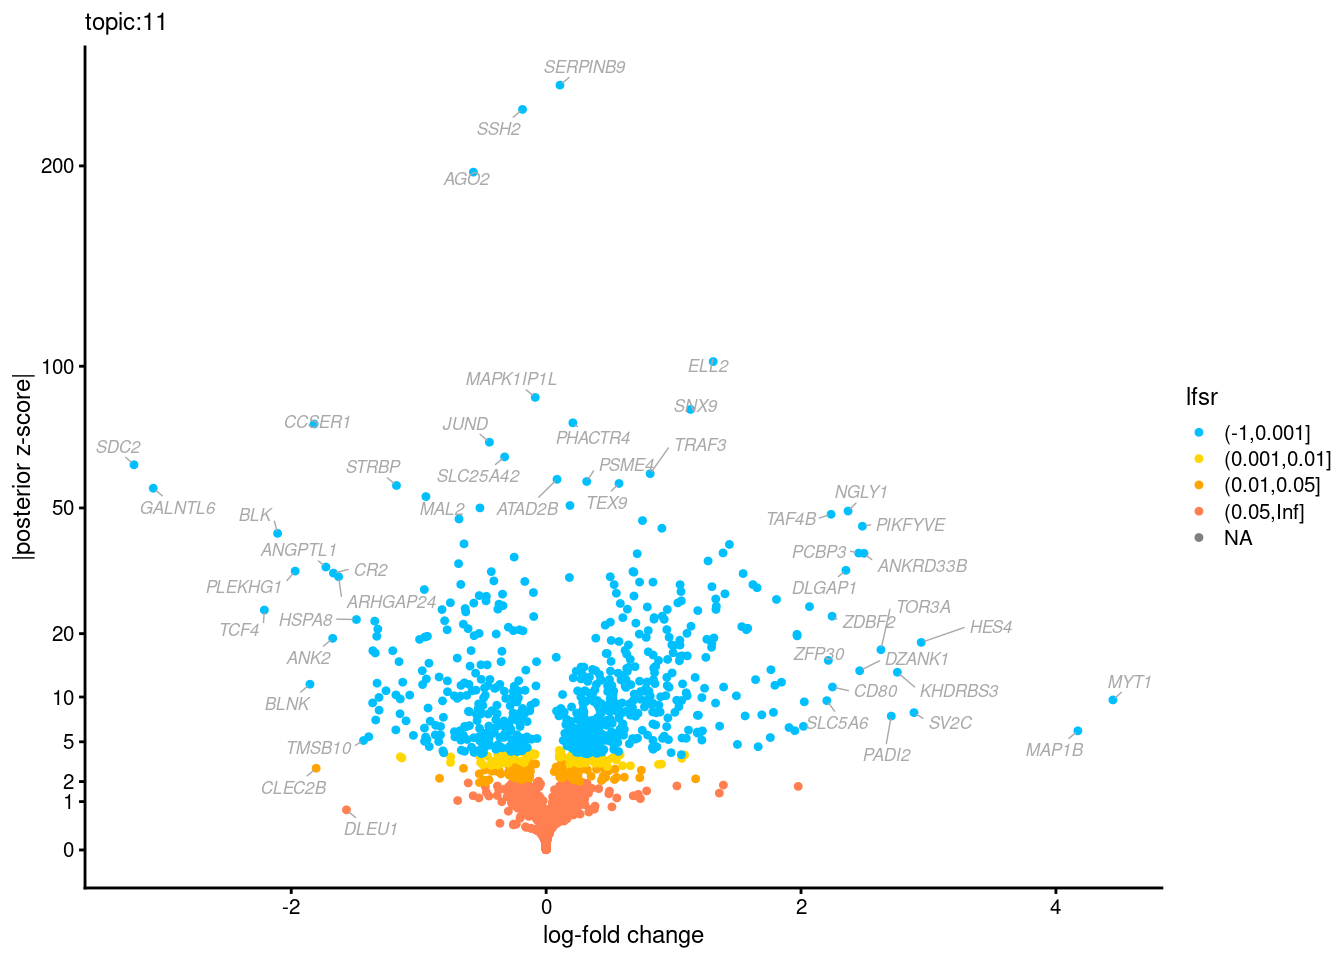 topic:11
SERPINB9
SSH2
200
AGO2
100
ELL2
MAPK1IP1L
SNX9
CCSER1
JUND
PHACTR4
TRAF3
SDC2
STRBP
SLC25A42
PSME4
NGLY1
GALNTL6
MAL2
ATAD2B
TEX9
50
BLK
TAF4B
PIKFYVE
ANGPTL1
PCBP3
ANKRD33B
CR2
PLEKHG1
DLGAP1
ARHGAP24
TOR3A
HSPA8
ZDBF2
HES4
TCF4
20
ANK2
ZFP30
DZANK1
MYT1
CD80
KHDRBS3
10
BLNK
SLC5A6
SV2C
TMSB10
5
PADI2
MAP1B
CLEC2B
2
1
DLEU1
0
-2
0
2
4
log-fold change
|posterior z-score|
lfsr
(-1,0.001]
(0.001,0.01]
(0.01,0.05]
(0.05,Inf]
NA